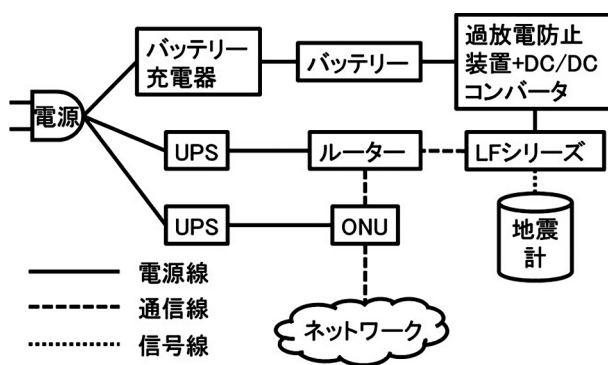 バッテリー
充電器
バッテリー
過放電防止
装置+DC/DC
コンバータ
電源
UPS
ルーター
LFシリーズ
UPS
ONU
地震
計
電源線
通信線
信号線
ネットワーク